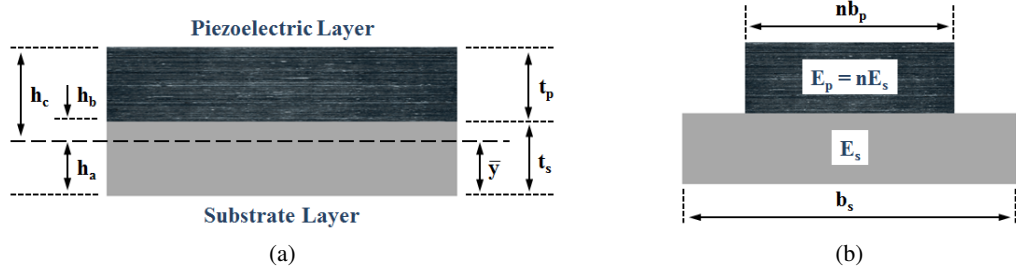 Piezoelectric Layer
h_c
h_b
h_a
t_p
t_s
ȳ
Substrate Layer
(a)
nb_p
E_p = nE_s
E_s
b_s
(b)